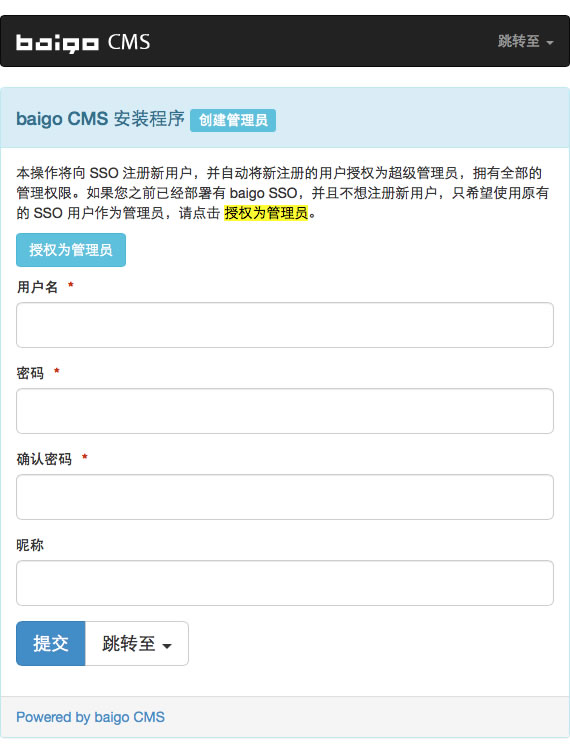 baigo CMS 跳转至
baigo CMS 安装程序 创建管理员
本操作将向 SSO 注册新用户，并自动将新注册的用户授权为超级管理员，拥有全部的
管理权限。如果您之前已经部署有 baigo SSO，并且不想注册新用户，只希望使用原有
的 SSO 用户作为管理员，请点击 授权为管理员。
授权为管理员
用户名 *
密码 *
确认密码 *
昵称
提交 跳转至
Powered by baigo CMS